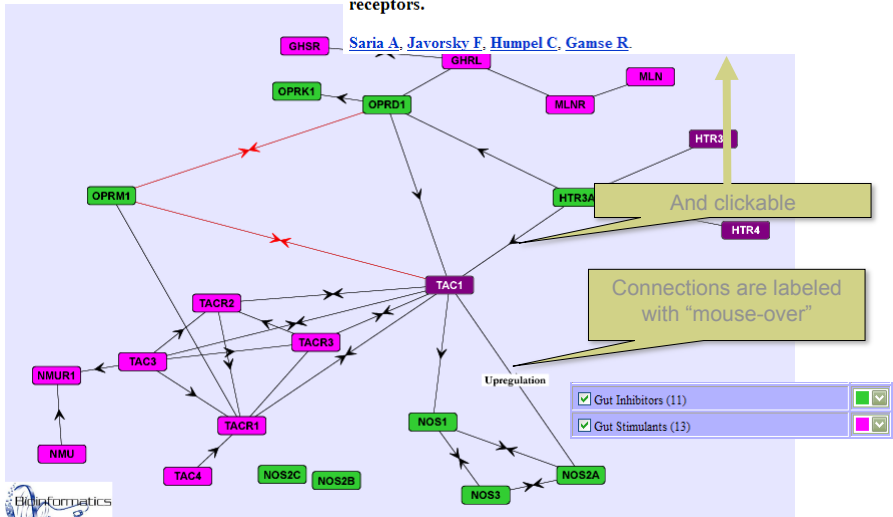 receptors.
Saria A, Javorsky F, Humpel C, Gamse R.
GHSR
GHRL
MLN
OPRK1
OPRD1
MLNR
HTR3
OPRM1
HTR3A
And clickable
HTR4
TAC1
Connections are labeled
with “mouse-over”
TACR2
TACR3
TAC3
NMUR1
Upregulation
Gut Inhibitors (11)
Gut Stimulants (13)
TACR1
NOS1
NMU
TAC4
NOS2C
NOS2B
NOS2A
NOS3
Bioinformatics